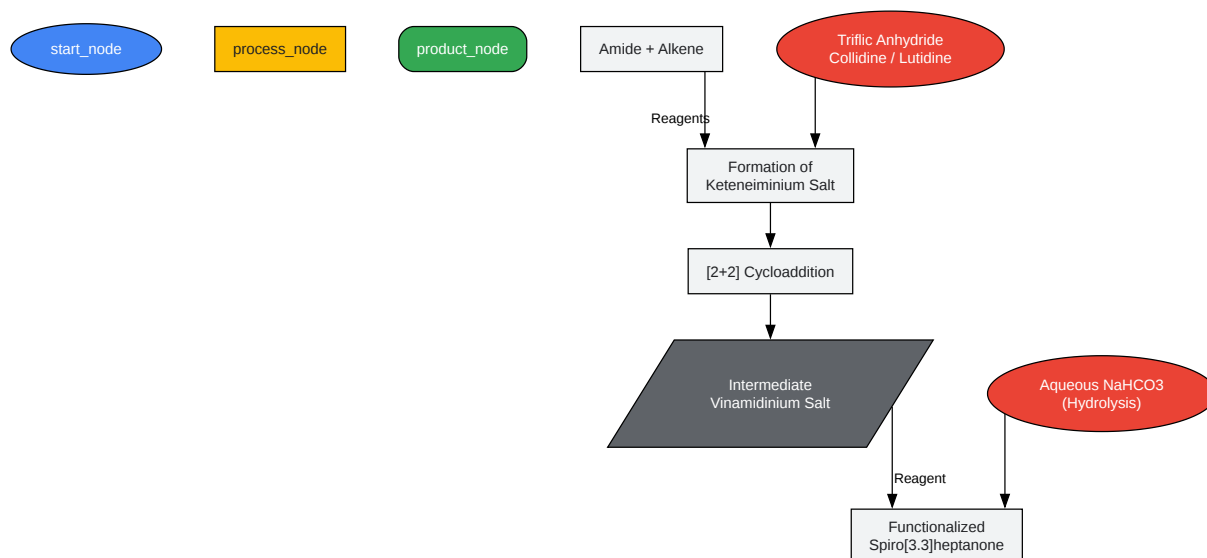 start_node
process_node
product_node
Amide + Alkene
Triflic Anhydride
Collidine / Lutidine
Reagents
Formation of
Keteneiminium Salt
[2+2] Cycloaddition
Intermediate
Vinamidinium Salt
Aqueous NaHCO3
(Hydrolysis)
Reagent
Functionalized
Spiro[3.3]heptanone